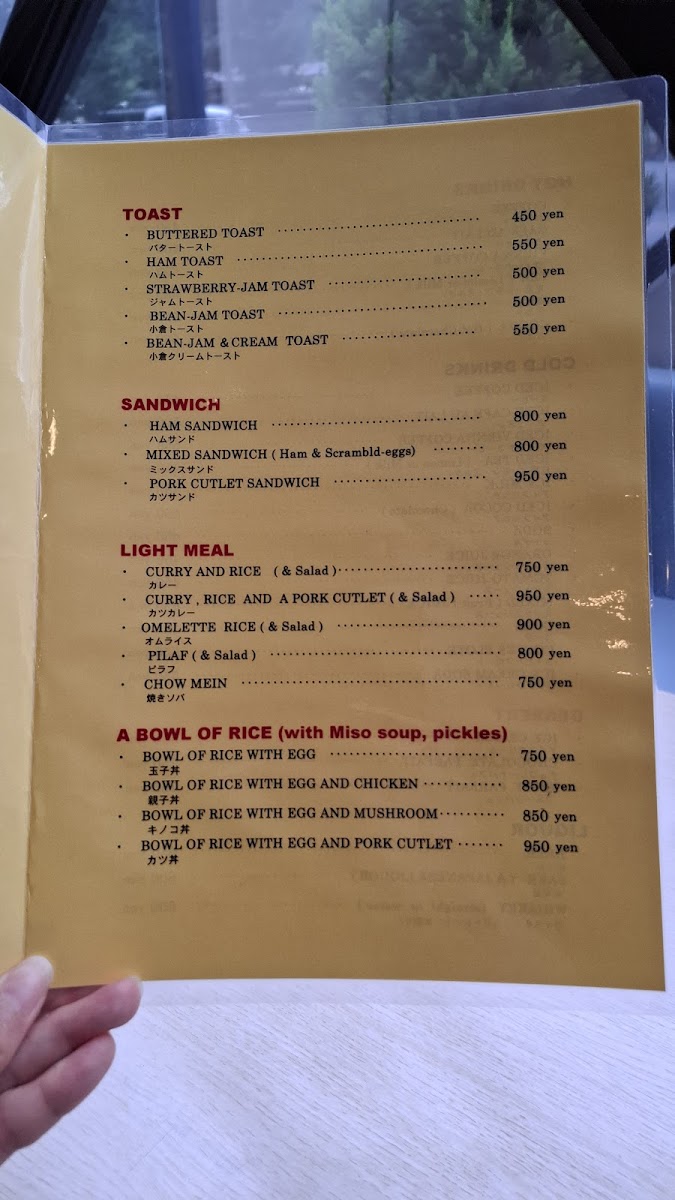 TOAST
・ BUTTERED TOAST ···························· 450 yen
バタートースト
・ HAM TOAST ·································· 550 yen
ハムトースト
・ STRAWBERRY-JAM TOAST ···················· 500 yen
ジャムトースト
・ BEAN-JAM TOAST ···························· 500 yen
小倉トースト
・ BEAN-JAM & CREAM TOAST ················· 550 yen
小倉クリームトースト
SANDWICH
・ HAM SANDWICH ···························· 800 yen
ハムサンド
・ MIXED SANDWICH ( Ham & Scrambld-eggs) ········ 800 yen
ミックスサンド
・ PORK CUTLET SANDWICH ···················· 950 yen
カツサンド
LIGHT MEAL
・ CURRY AND RICE ( & Salad )······················ 750 yen
カレー
・ CURRY , RICE AND A PORK CUTLET ( & Salad ) ····· 950 yen
カツカレー
・ OMELETTE RICE ( & Salad ) ······················ 900 yen
オムライス
・ PILAF ( & Salad ) ······························ 800 yen
ピラフ
・ CHOW MEIN ·································· 750 yen
焼きソバ
A BOWL OF RICE (with Miso soup, pickles)
・ BOWL OF RICE WITH EGG ······················ 750 yen
玉子丼
・ BOWL OF RICE WITH EGG AND CHICKEN ··········· 850 yen
親子丼
・ BOWL OF RICE WITH EGG AND MUSHROOM·········· 850 yen
キノコ丼
・ BOWL OF RICE WITH EGG AND PORK CUTLET ······· 950 yen
カツ丼